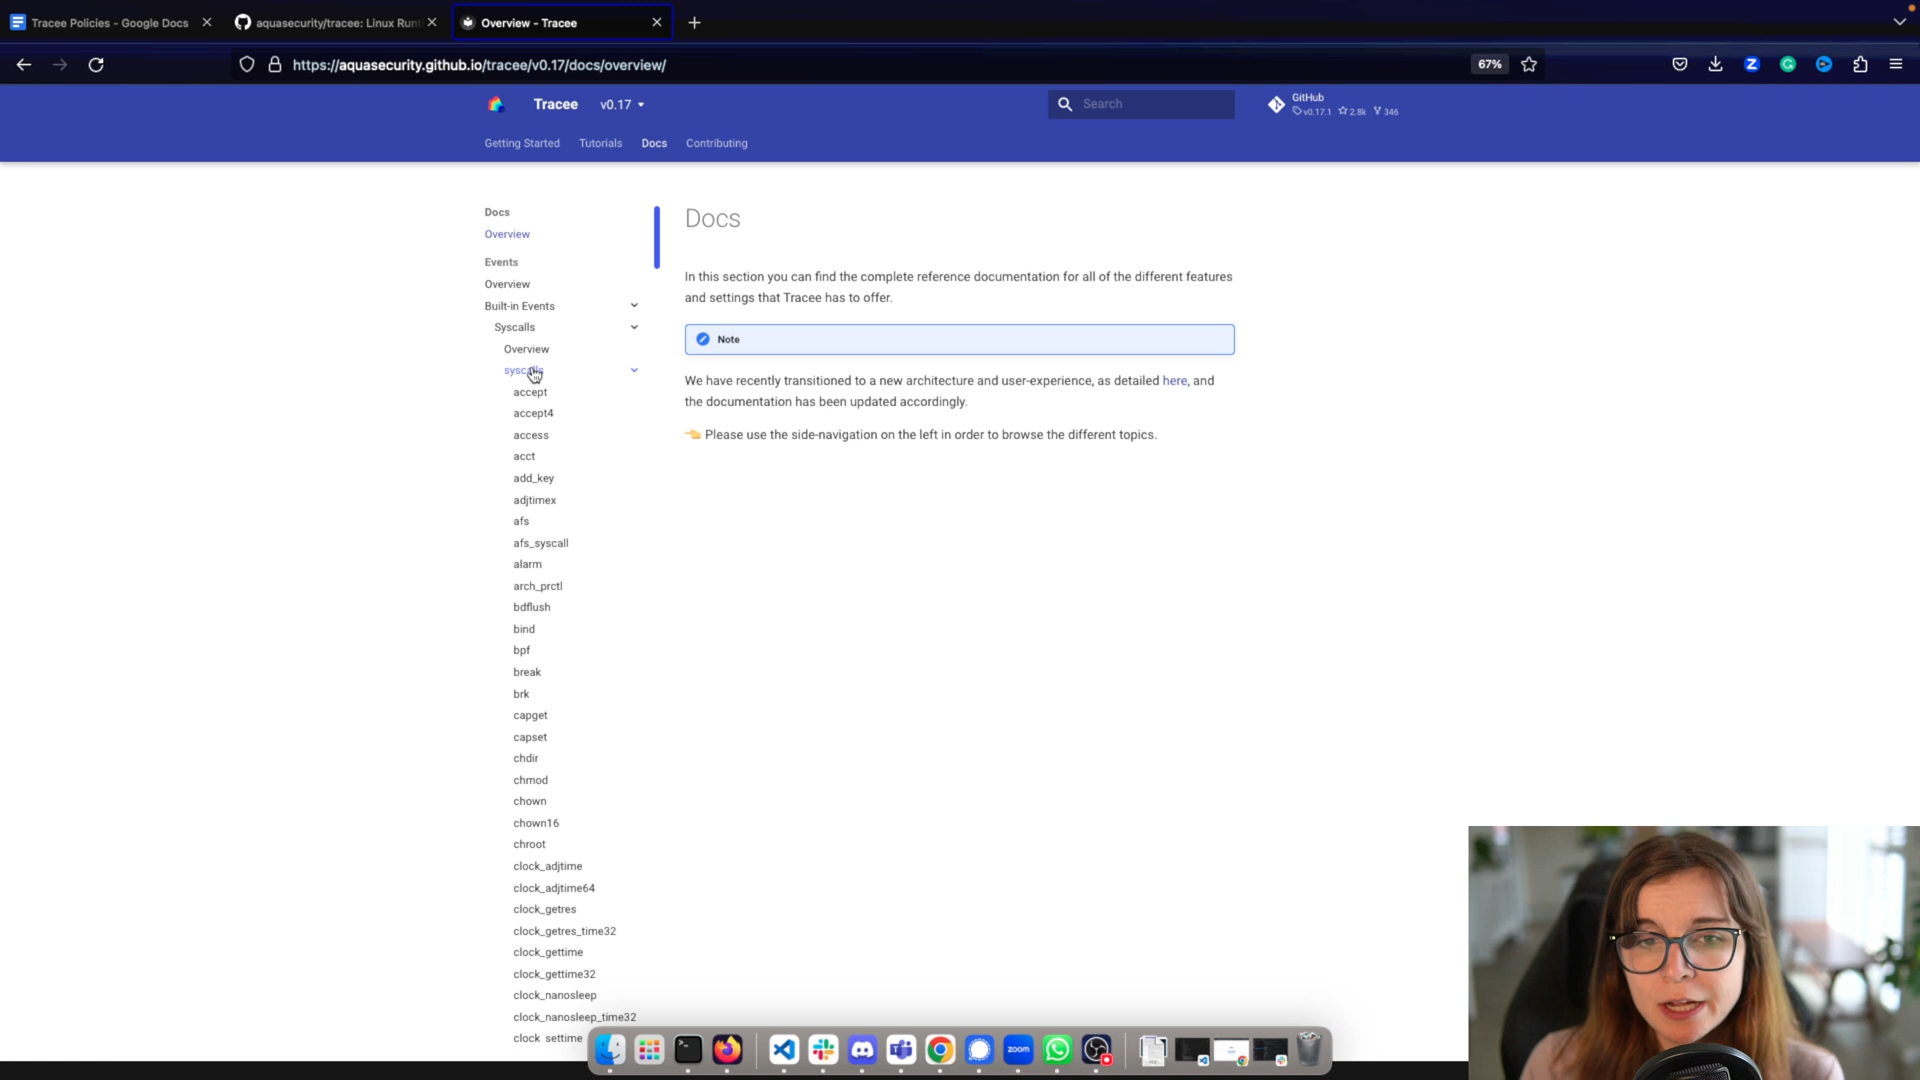 Tracee Policies - Google Docs
aquasecurity/tracee: Linux Runt
Overview - Tracee
https://aquasecurity.github.io/tracee/v0.17/docs/overview/
67%
Tracee
v0.17
Search
GitHub
v0.17.1 2.8k 346
Getting Started
Tutorials
Docs
Contributing
Docs
Overview
Events
Overview
Built-in Events
Syscalls
Overview
syscalls
accept
accept4
access
acct
add_key
adjtimex
afs
afs_syscall
alarm
arch_prctl
bdflush
bind
bpf
break
brk
capget
capset
chdir
chmod
chown
chown16
chroot
clock_adjtime
clock_adjtime64
clock_getres
clock_getres_time32
clock_gettime
clock_gettime32
clock_nanosleep
clock_nanosleep_time32
clock_settime
Docs
In this section you can find the complete reference documentation for all of the different features
and settings that Tracee has to offer.
Note
We have recently transitioned to a new architecture and user-experience, as detailed here, and
the documentation has been updated accordingly.
Please use the side-navigation on the left in order to browse the different topics.
zoom